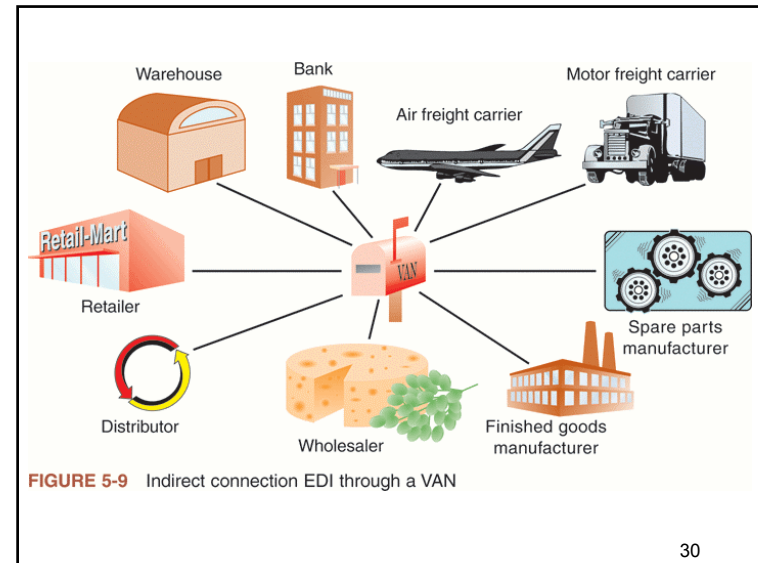 Warehouse
Bank
Motor freight carrier
Air freight carrier
Retail-Mart
VAN
Retailer
Spare parts
manufacturer
Distributor
Wholesaler
Finished goods
manufacturer
FIGURE 5-9 Indirect connection EDI through a VAN
30